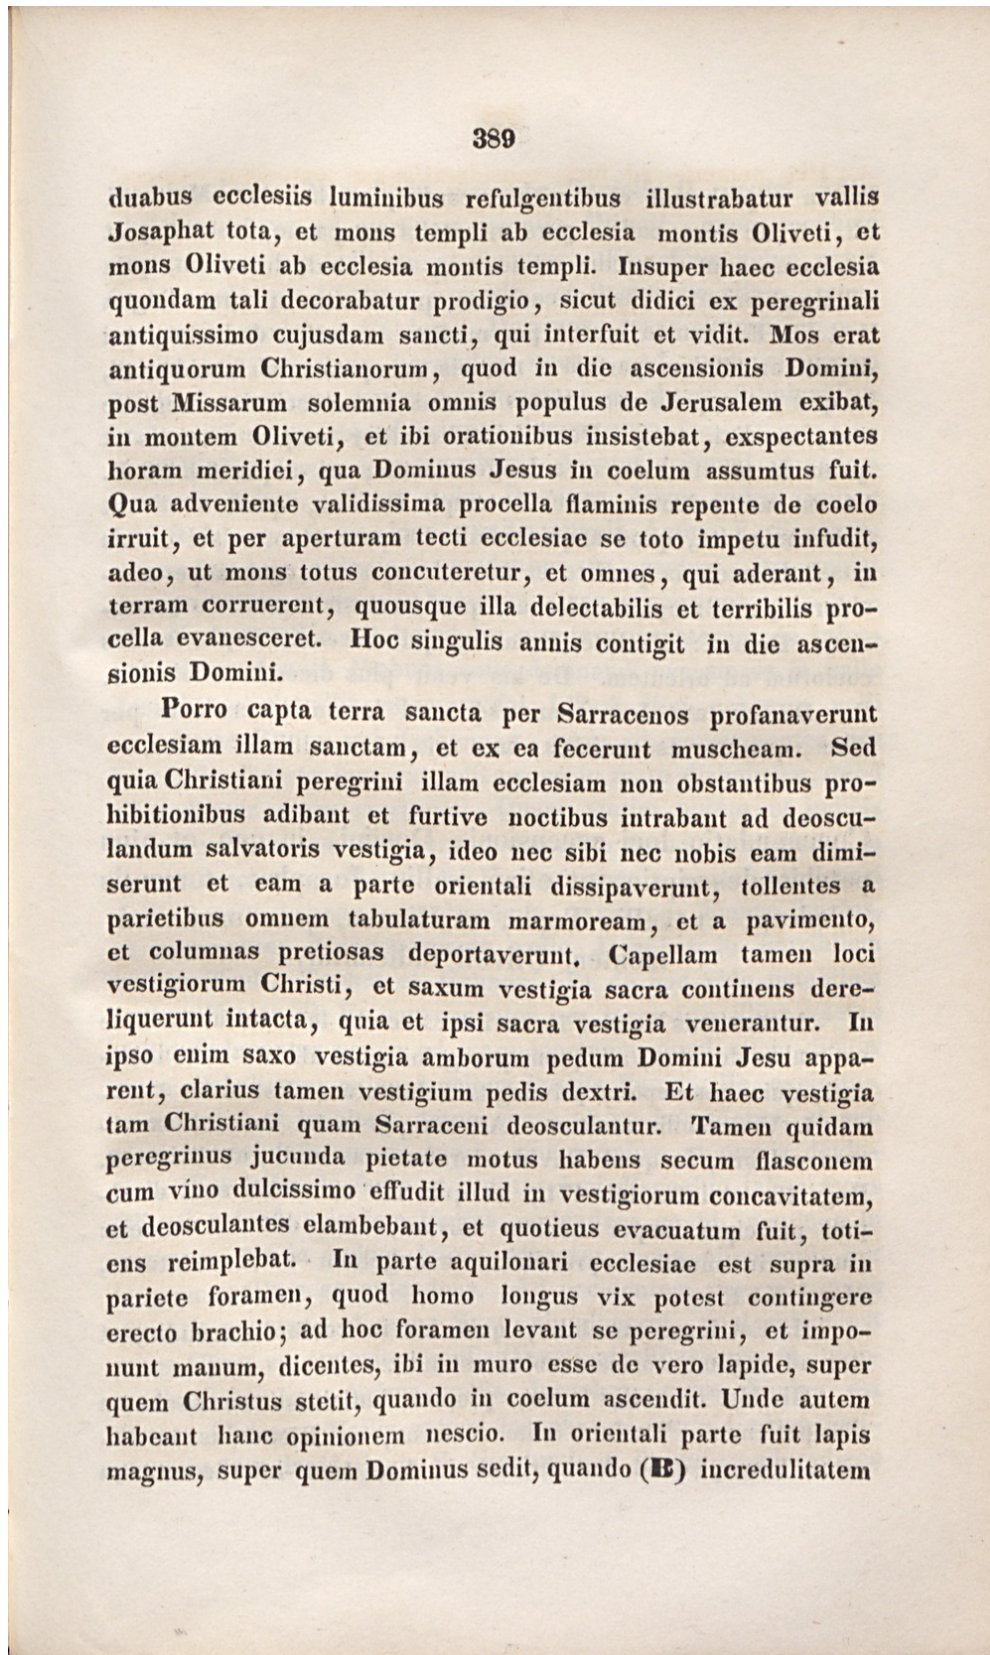 389
duabus ecclesiis luminibus refulgentibus illustrabatur vallis
Josaphat tota, et mons templi ab ecclesia montis Oliveti, et
mons Oliveti ab ecclesia montis templi. Insuper haec ecclesia
quondam tali decorabatur prodigio, sicut didici ex peregrinali
antiquissimo cujusdam sancti, qui interfuit et vidit. Mos erat
antiquorum Christianorum, quod in die ascensionis Domini,
post Missarum solemnia omnis populus de Jerusalem exibat,
in montem Oliveti, et ibi orationibus insistebat, exspectantes
horam meridiei, qua Dominus Jesus in coelum assumtus fuit.
Qua adveniente validissima procella flaminis repente de coelo
irruit, et per aperturam tecti ecclesiae se toto impetu infudit,
adeo, ut mons totus concuteretur, et omnes, qui aderant, in
terram corruerent, quousque illa delectabilis et terribilis pro-
cella evanesceret. Hoc singulis annis contigit in die ascen-
sionis Domini.
Porro capta terra sancta per Sarracenos profanaverunt
ecclesiam illam sanctam, et ex ea fecerunt muscheam. Sed
quia Christiani peregrini illam ecclesiam non obstantibus pro-
hibitionibus adibant et furtive noctibus intrabant ad deoscu-
landum salvatoris vestigia, ideo nec sibi nec nobis eam dimi-
serunt et eam a parte orientali dissipaverunt, tollentes a
parietibus omnem tabulaturam marmoream, et a pavimento,
et columnas pretiosas deportaverunt. Capellam tamen loci
vestigiorum Christi, et saxum vestigia sacra continens dere-
liquerunt intacta, quia et ipsi sacra vestigia venerantur. In
ipso enim saxo vestigia amborum pedum Domini Jesu appa-
rent, clarius tamen vestigium pedis dextri. Et haec vestigia
tam Christiani quam Sarraceni deosculantur. Tamen quidam
peregrinus jucunda pietate motus habens secum flasconem
cum vino dulcissimo effudit illud in vestigiorum concavitatem,
et deosculantes elambebant, et quotieus evacuatum fuit, toti-
ens reimplebat. In parte aquilonari ecclesiae est supra in
pariete foramen, quod homo longus vix potest contingere
erecto brachio; ad hoc foramen levant se peregrini, et impo-
nunt manum, dicentes, ibi in muro esse de vero lapide, super
quem Christus stetit, quando in coelum ascendit. Unde autem
habeant hanc opinionem nescio. In orientali parte fuit lapis
magnus, super quem Dominus sedit, quando (B) incredulitatem